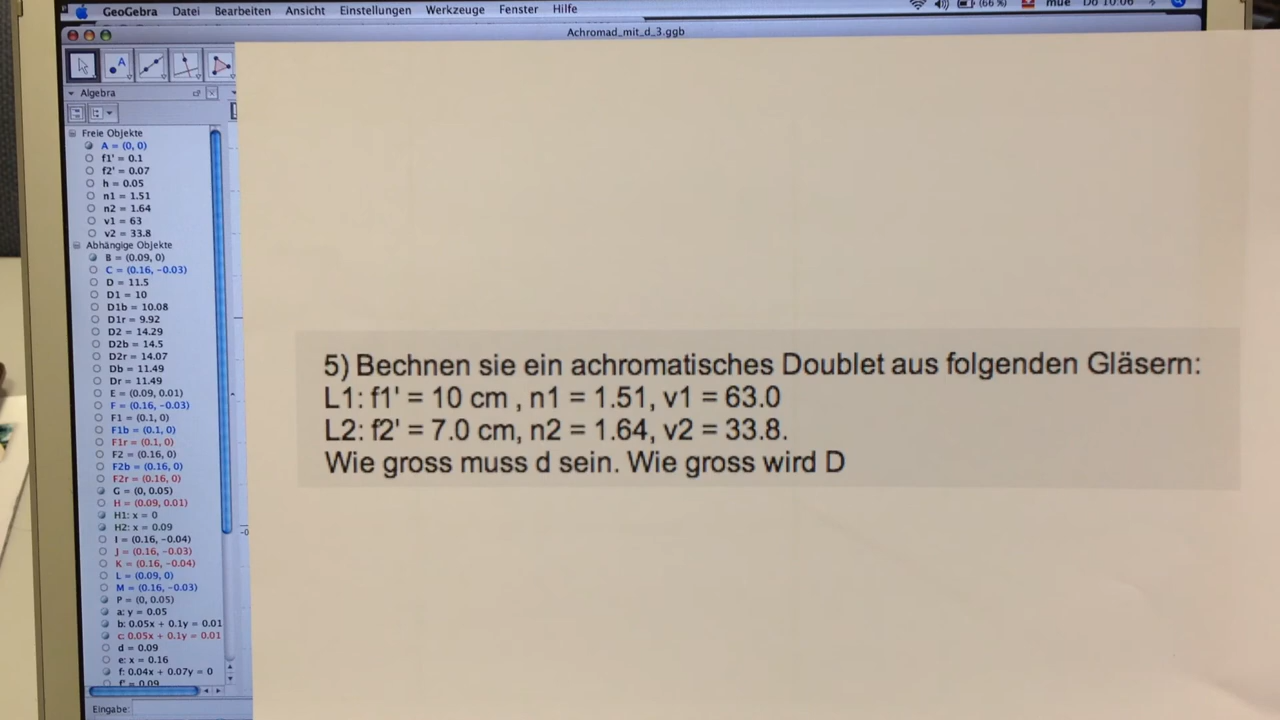 GeoGebra Datei Bearbeiten Ansicht Einstellungen Werkzeuge Fenster Hilfe (66 %) mue Do 10:06
Achromad_mit_d_3.ggb
Algebra
Freie Objekte
A = (0, 0)
f1' = 0.1
f2' = 0.07
h = 0.05
n1 = 1.51
n2 = 1.64
v1 = 63
v2 = 33.8
Abhängige Objekte
B = (0.09, 0)
C = (0.16, -0.03)
D = 11.5
D1 = 10
D1b = 10.08
D1r = 9.92
D2 = 14.29
D2b = 14.5
D2r = 14.07
Db = 11.49
Dr = 11.49
E = (0.09, 0.01)
F = (0.16, -0.03)
F1 = (0.1, 0)
F1b = (0.1, 0)
F1r = (0.1, 0)
F2 = (0.16, 0)
F2b = (0.16, 0)
F2r = (0.16, 0)
G = (0, 0.05)
H = (0.09, 0.01)
H1: x = 0
H2: x = 0.09
I = (0.16, -0.04)
J = (0.16, -0.03)
K = (0.16, -0.04)
L = (0.09, 0)
M = (0.16, -0.03)
P = (0, 0.05)
a: y = 0.05
b: 0.05x + 0.1y = 0.01
c: 0.05x + 0.1y = 0.01
d = 0.09
e: x = 0.16
f: 0.04x + 0.07y = 0
f' = 0.09
Eingabe:
5) Bechnen sie ein achromatisches Doublet aus folgenden Gläsern:
L1: f1' = 10 cm , n1 = 1.51, v1 = 63.0
L2: f2' = 7.0 cm, n2 = 1.64, v2 = 33.8.
Wie gross muss d sein. Wie gross wird D